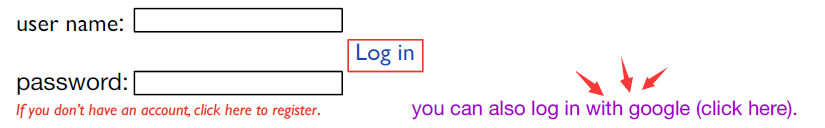 user name:
Log in
password:
If you don't have an account, click here to register.
you can also log in with google (click here).